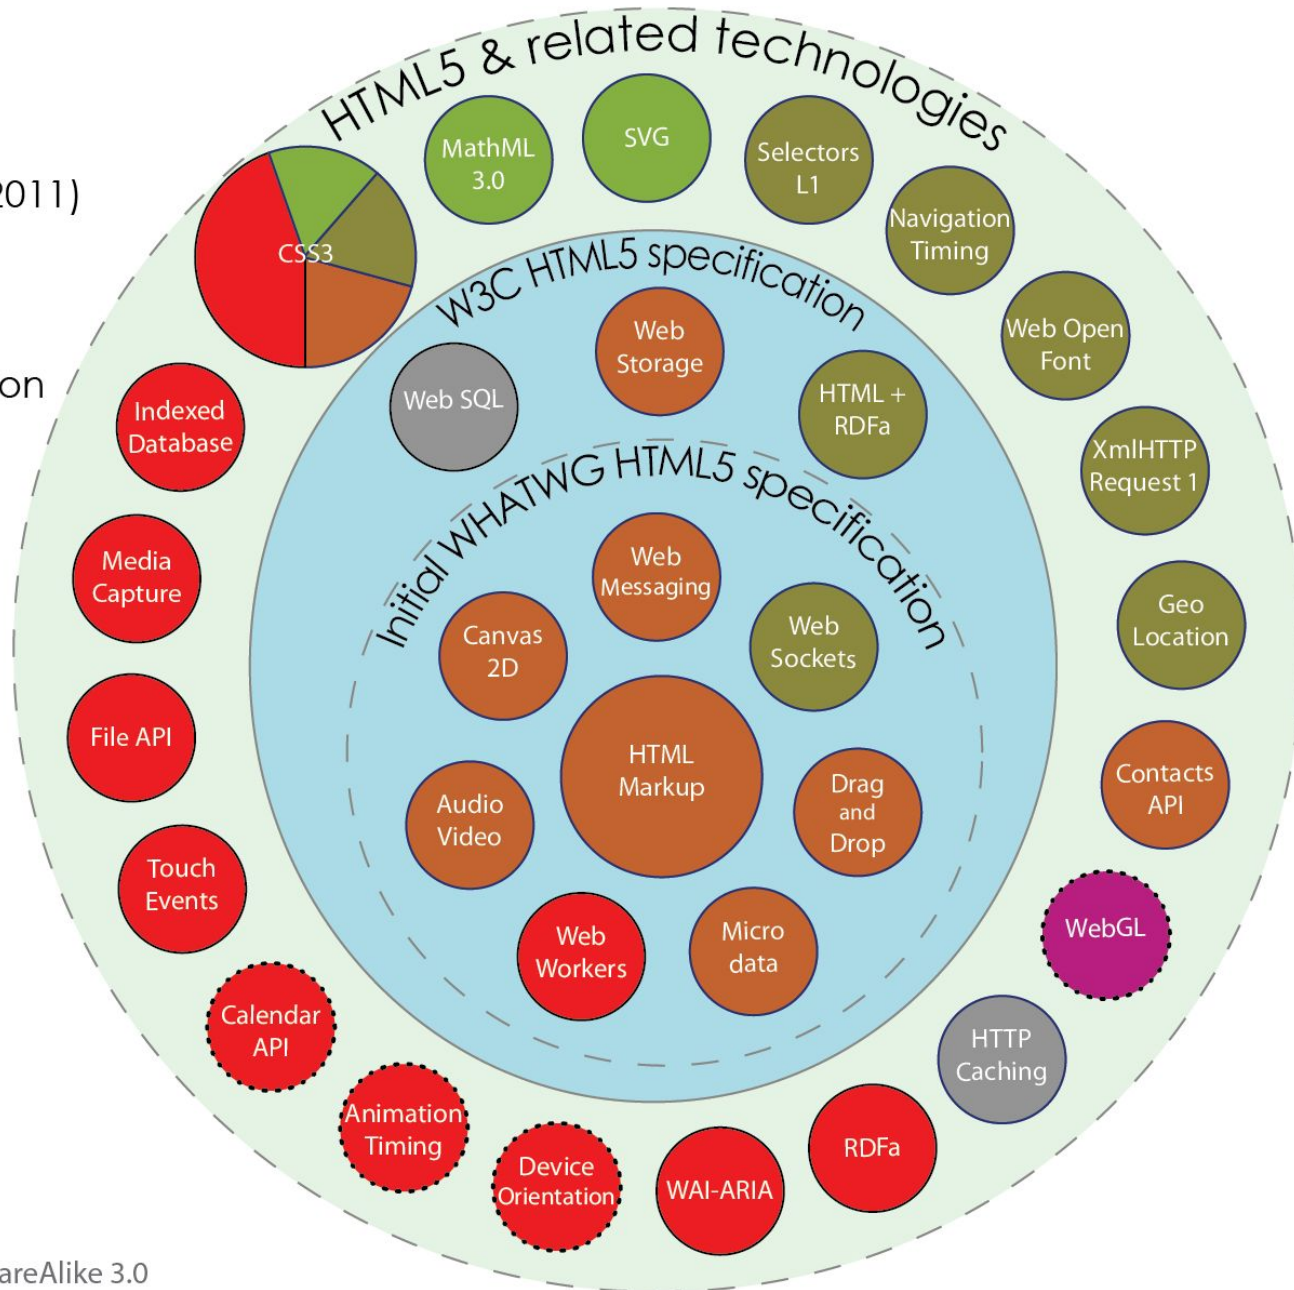 HTML5 & related technologies
2011)
on
MathML
3.0
SVG
Selectors
L1
Navigation
Timing
CSS3
W3C HTML5 specification
Web Open
Font
Web
Storage
Web SQL
HTML +
RDFa
Indexed
Database
XmlHTTP
Request 1
Initial WHATWG HTML5 specification
Media
Capture
Web
Messaging
Canvas
2D
Web
Sockets
Geo
Location
File API
HTML
Markup
Audio
Video
Drag
and
Drop
Contacts
API
Touch
Events
Web
Workers
Micro
data
WebGL
Calendar
API
HTTP
Caching
Animation
Timing
Device
Orientation
WAI-ARIA
RDFa
areAlike 3.0